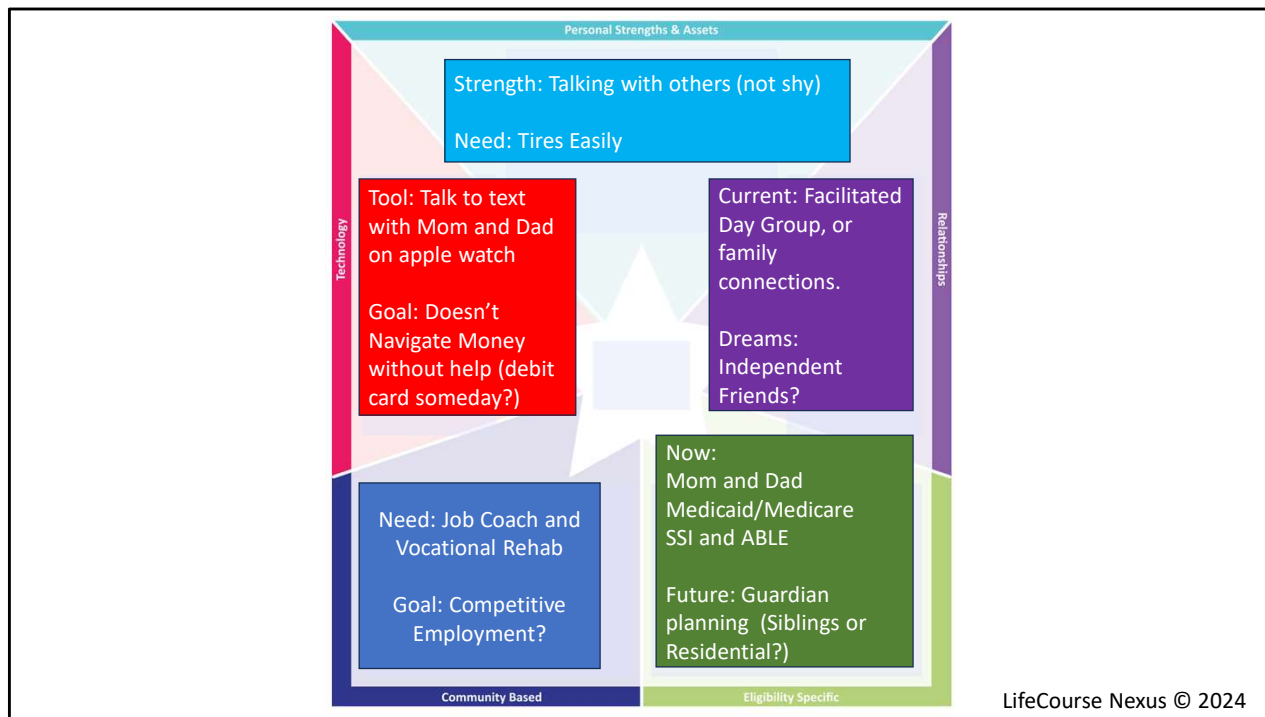 Personal Strengths & Assets
Strength: Talking with others (not shy)
Need: Tires Easily
Technology
Tool: Talk to text
with Mom and Dad
on apple watch
Goal: Doesn’t
Navigate Money
without help (debit
card someday?)
Current: Facilitated
Day Group, or
family
connections.
Dreams:
Independent
Friends?
Relationships
Need: Job Coach and
Vocational Rehab
Goal: Competitive
Employment?
Now:
Mom and Dad
Medicaid/Medicare
SSI and ABLE
Future: Guardian
planning (Siblings or
Residential?)
Community Based
Eligibility Specific
LifeCourse Nexus © 2024